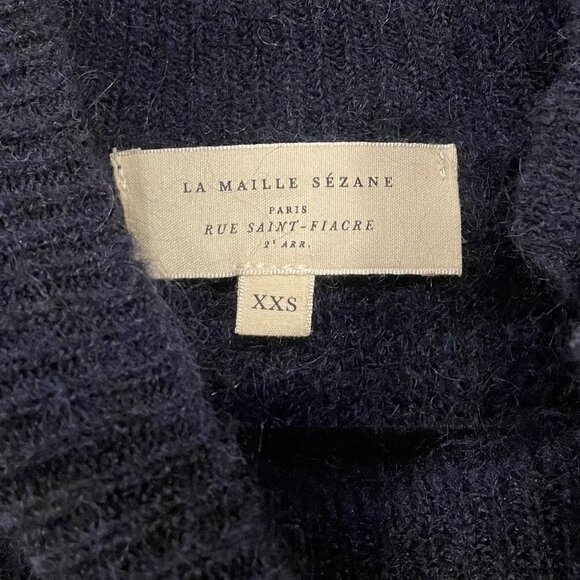 LA MAILLE SÉZANE
PARIS
RUE SAINT-FIACRE
2ᵉ ARR.
XXS